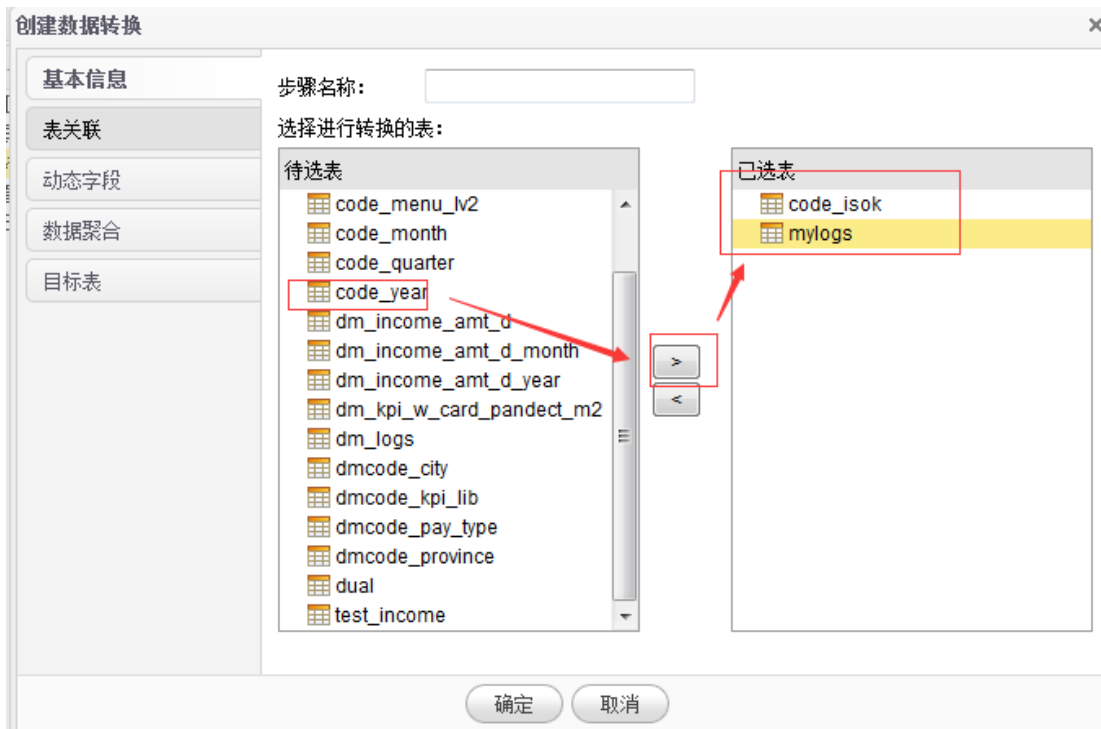 创建数据转换
基本信息
表关联
动态字段
数据聚合
目标表
步骤名称:
选择进行转换的表:
待选表
code_menu_lv2
code_month
code_quarter
code_year
dm_income_amt_d
dm_income_amt_d_month
dm_income_amt_d_year
dm_kpi_w_card_pandect_m2
dm_logs
dmcode_city
dmcode_kpi_lib
dmcode_pay_type
dmcode_province
dual
test_income
>
<
已选表
code_isok
mylogs
确定 取消